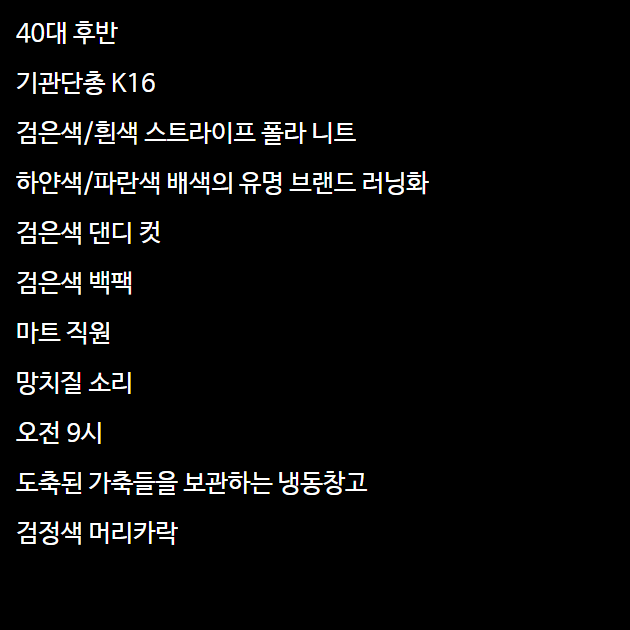 40대 후반
기관단총 K16
검은색/흰색 스트라이프 폴라 니트
하얀색/파란색 배색의 유명 브랜드 러닝화
검은색 댄디 컷
검은색 백팩
마트 직원
망치질 소리
오전 9시
도축된 가축들을 보관하는 냉동창고
검정색 머리카락